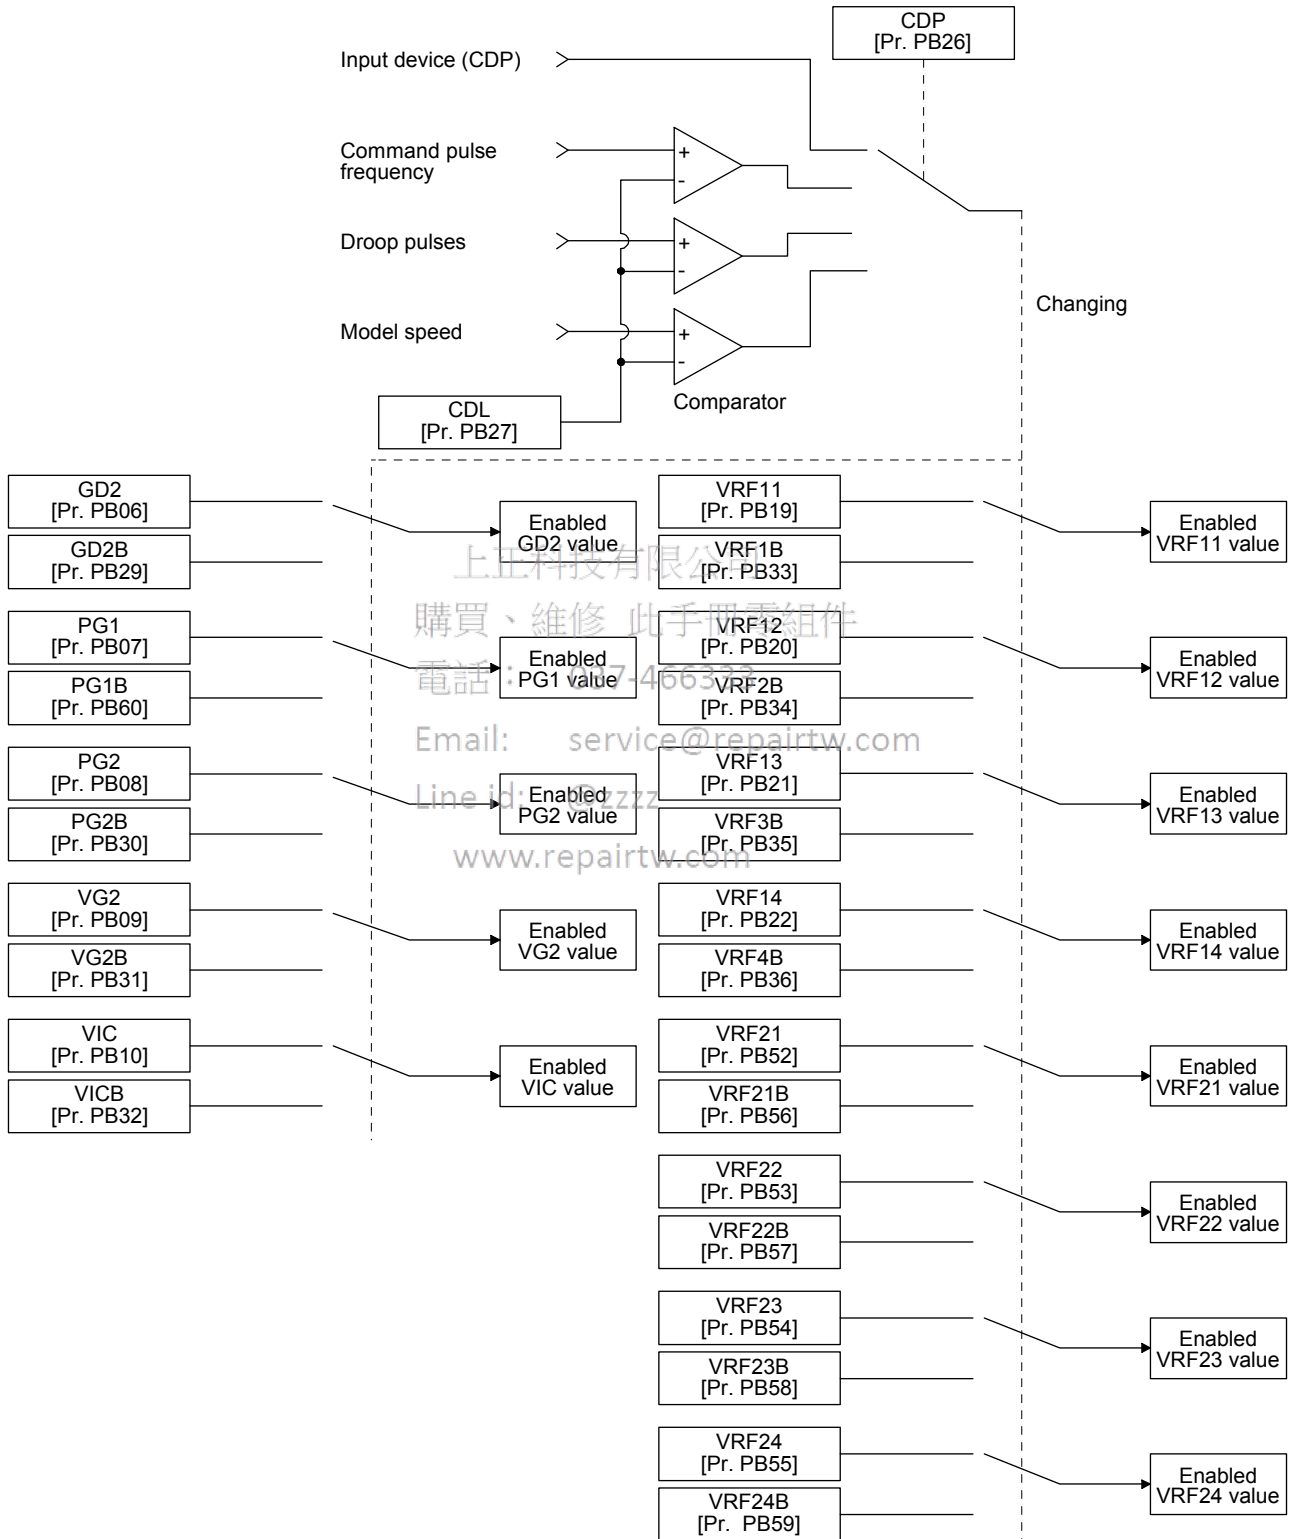 CDP
[Pr. PB26]
Input device (CDP)
Command pulse
frequency
+
-
Droop pulses
+
-
Changing
Model speed
+
-
Comparator
CDL
[Pr. PB27]
GD2
[Pr. PB06]
Enabled
GD2 value
GD2B
[Pr. PB29]
VRF11
[Pr. PB19]
Enabled
VRF11 value
VRF1B
[Pr. PB33]
上正科技有限公司
購買、維修 此手冊零組件
PG1
[Pr. PB07]
Enabled
PG1 value
PG1B
[Pr. PB60]
VRF12
[Pr. PB20]
Enabled
VRF12 value
電話： 037-466333
VRF2B
[Pr. PB34]
Email: service@repairtw.com
PG2
[Pr. PB08]
Enabled
PG2 value
PG2B
[Pr. PB30]
VRF13
[Pr. PB21]
Enabled
VRF13 value
Line id: @zzzz
VRF3B
[Pr. PB35]
www.repairtw.com
VG2
[Pr. PB09]
Enabled
VG2 value
VG2B
[Pr. PB31]
VRF14
[Pr. PB22]
Enabled
VRF14 value
VRF4B
[Pr. PB36]
VIC
[Pr. PB10]
Enabled
VIC value
VICB
[Pr. PB32]
VRF21
[Pr. PB52]
Enabled
VRF21 value
VRF21B
[Pr. PB56]
VRF22
[Pr. PB53]
Enabled
VRF22 value
VRF22B
[Pr. PB57]
VRF23
[Pr. PB54]
Enabled
VRF23 value
VRF23B
[Pr. PB58]
VRF24
[Pr. PB55]
Enabled
VRF24 value
VRF24B
[Pr. PB59]